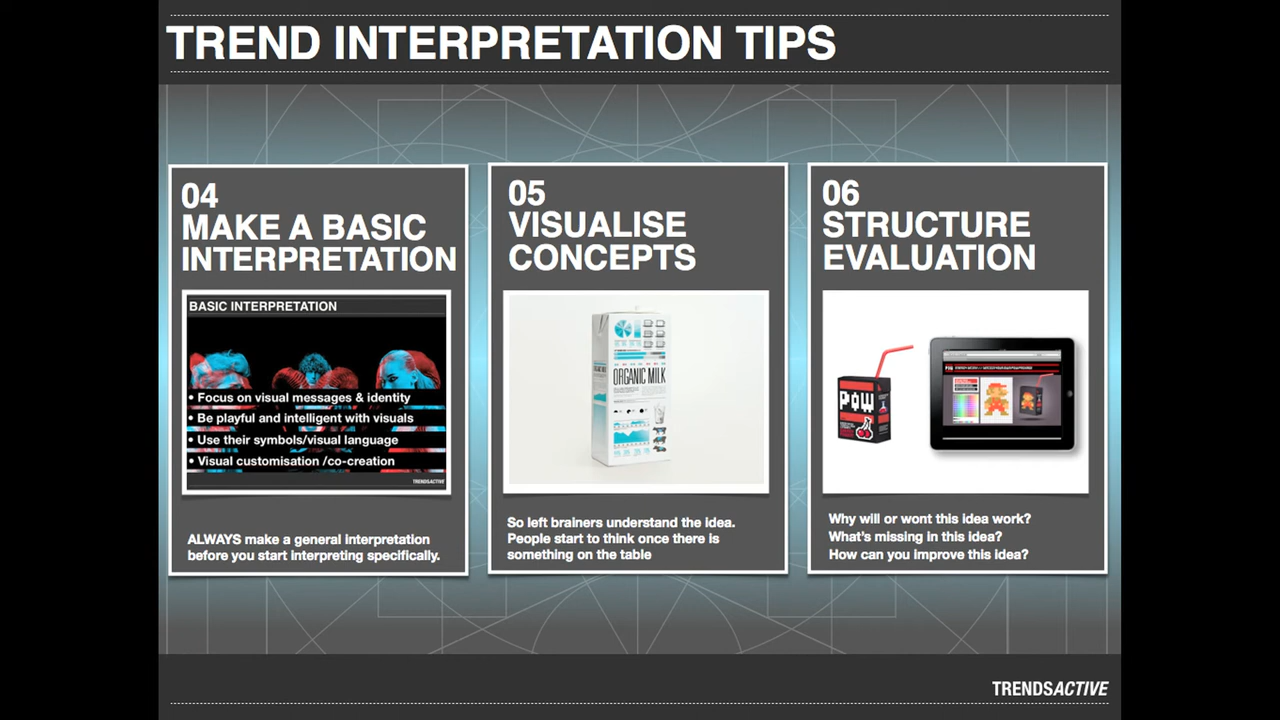 TREND INTERPRETATION TIPS
04
MAKE A BASIC
INTERPRETATION
BASIC INTERPRETATION
• Focus on visual messages & identity
• Be playful and intelligent with visuals
• Use their symbols/visual language
• Visual customisation /co-creation
TRENDSACTIVE
ALWAYS make a general interpretation
before you start interpreting specifically.
05
VISUALISE
CONCEPTS
ORGANIC MILK
So left brainers understand the idea.
People start to think once there is
something on the table
06
STRUCTURE
EVALUATION
POW
Why will or wont this idea work?
What's missing in this idea?
How can you improve this idea?
TRENDSACTIVE